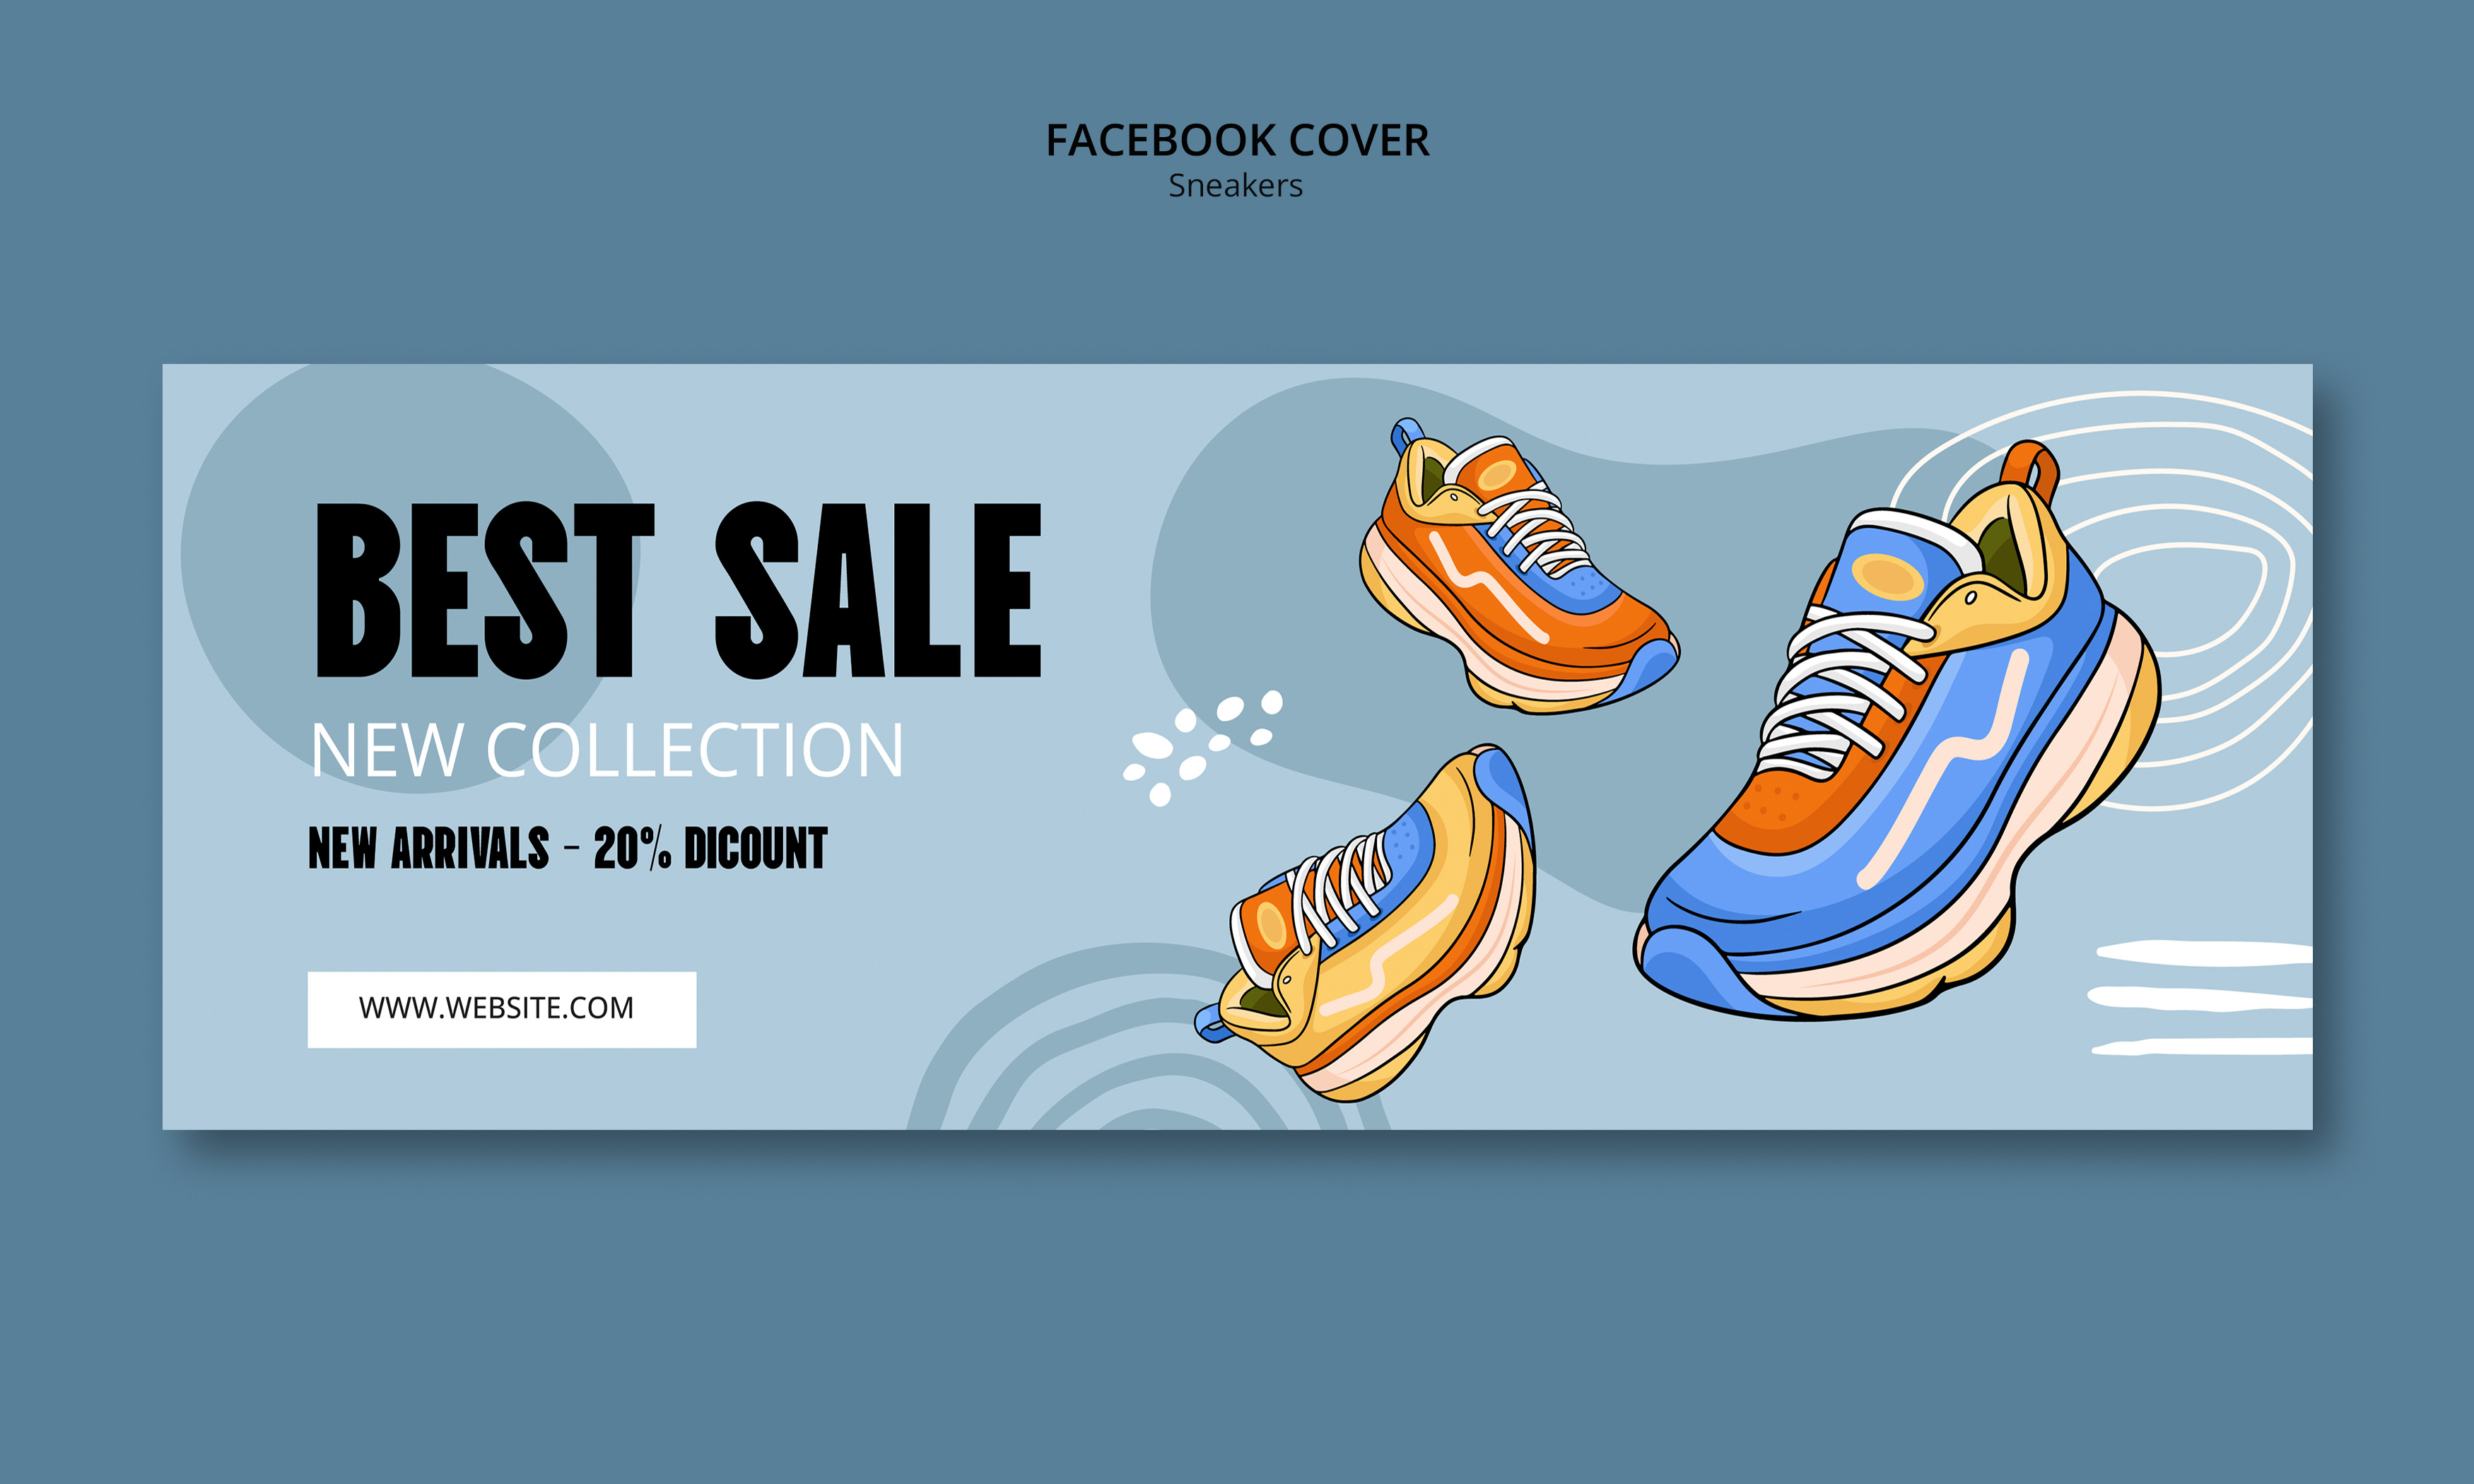 FACEBOOK COVER
Sneakers
BEST SALE
NEW COLLECTION
NEW ARRIVALS - 20% DICOUNT
WWW.WEBSITE.COM